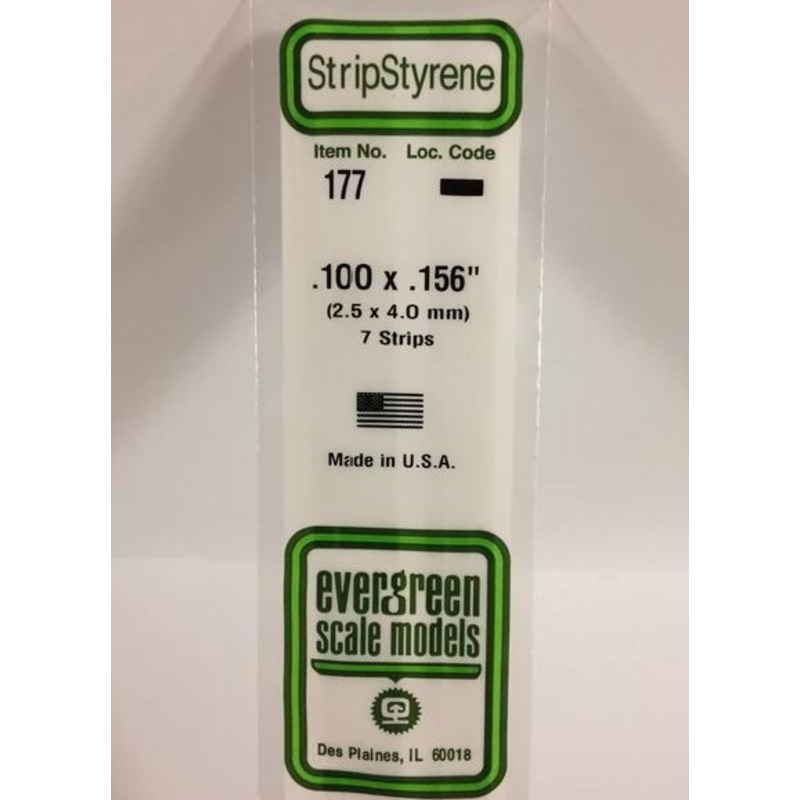 StripStyrene
Item No. Loc. Code
177
.100 x .156"
(2.5 x 4.0 mm)
7 Strips
Made in U.S.A.
evergreen
scale models
Des Plaines, IL 60018